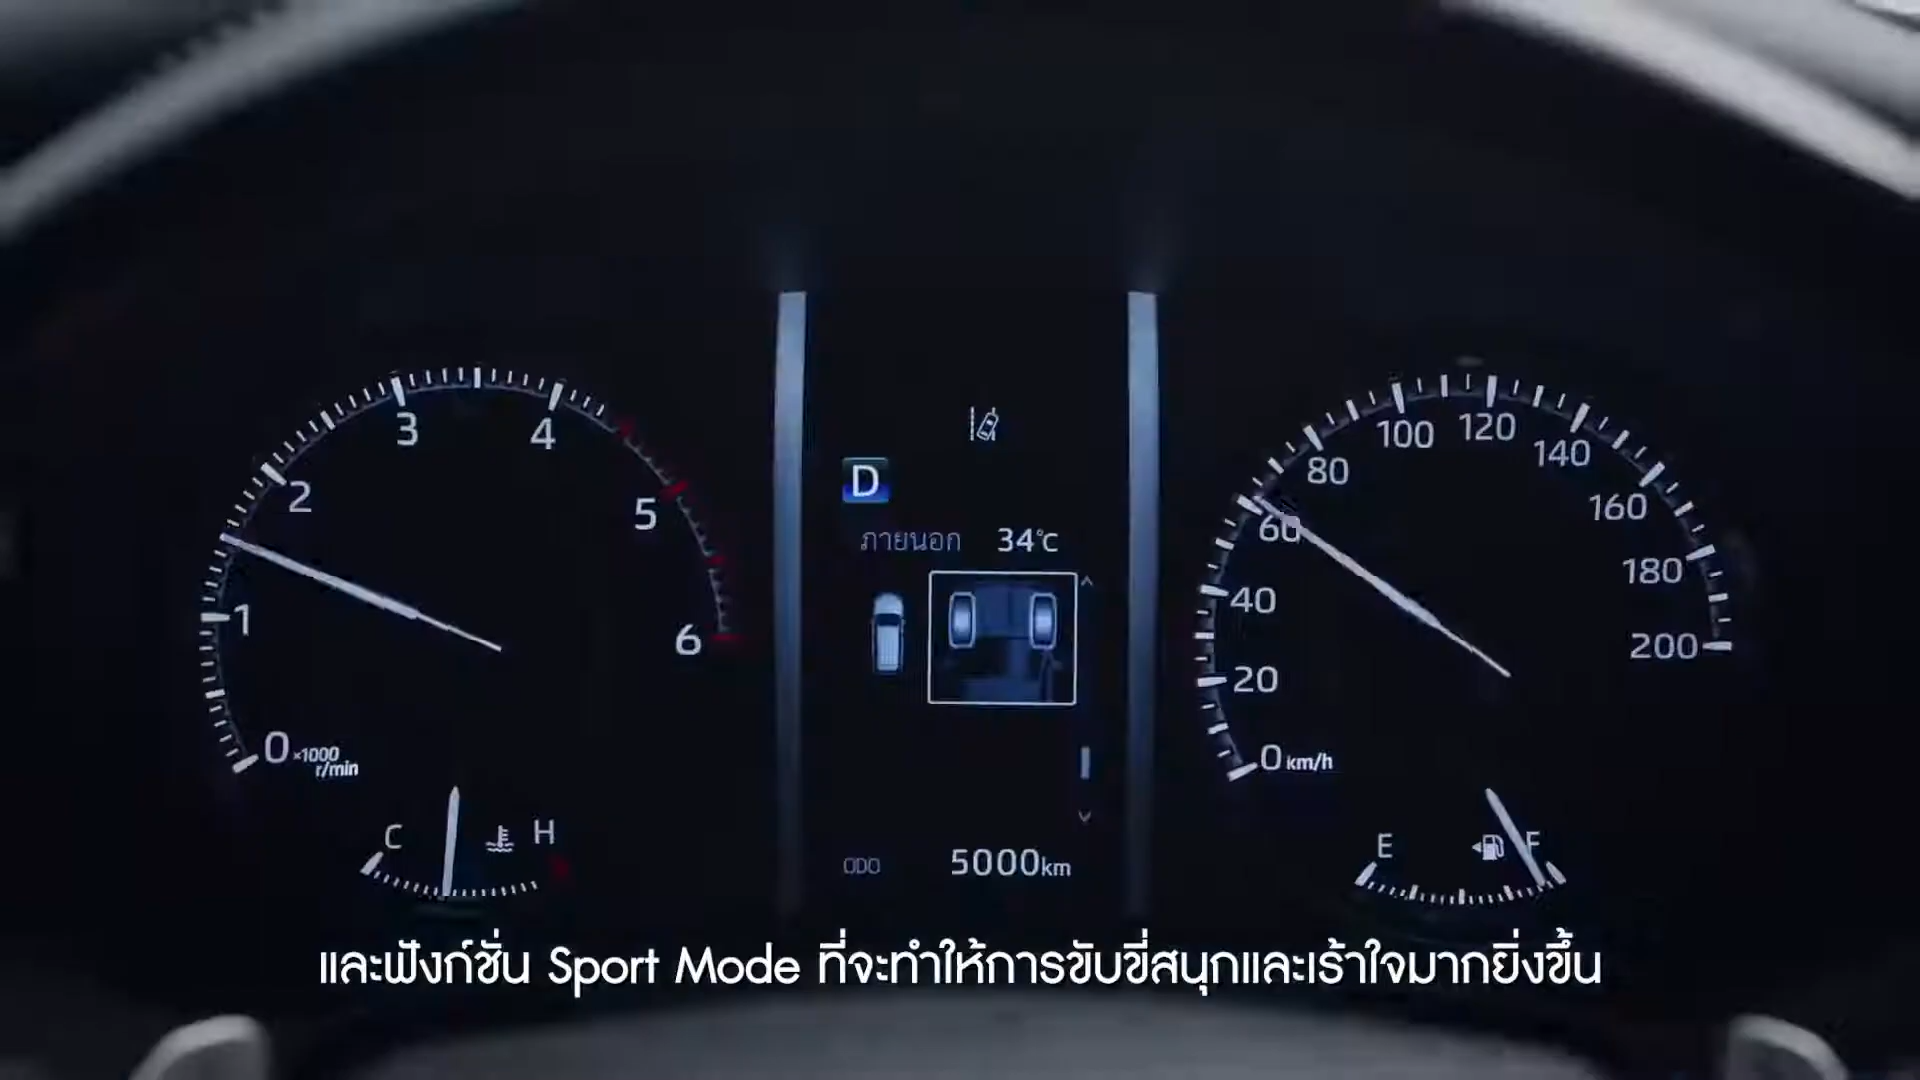 0
×1000
r/min
1
2
3
4
5
6
C
H
D
ภายนอก 34°C
ODO 5000km
0 km/h
20
40
60
80
100
120
140
160
180
200
E
F
และฟังก์ชั่น Sport Mode ที่จะทำให้การขับขี่สนุกและเร้าใจมากยิ่งขึ้น